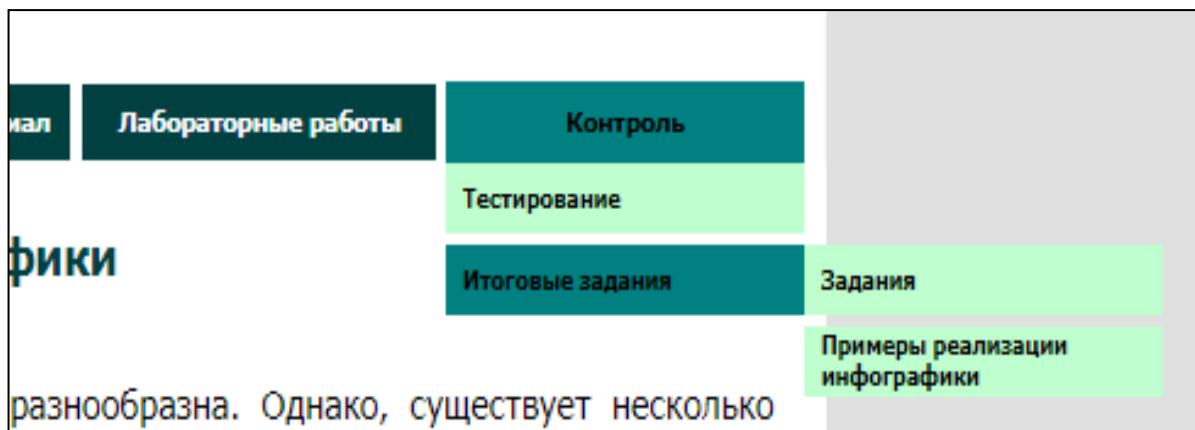 иал Лабораторные работы Контроль
Тестирование
фики
Итоговые задания Задания
Примеры реализации
инфографики
разнообразна. Однако, существует несколько